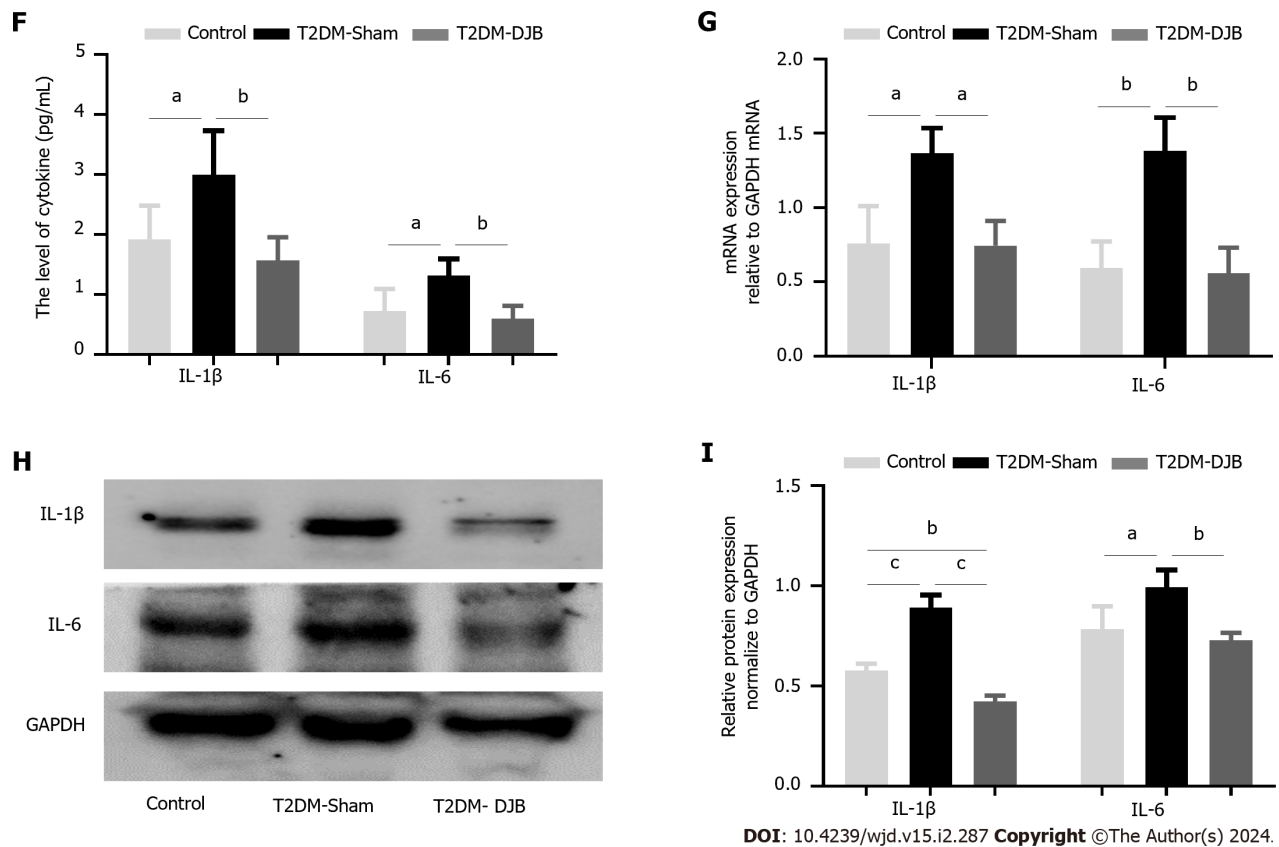 F
Control T2DM-Sham T2DM-DJB
The level of cytokine (pg/mL)
5
4
3
2
1
0
a b
a b
IL-1β IL-6
G
Control T2DM-Sham T2DM-DJB
mRNA expression
relative to GAPDH mRNA
2.0
1.5
1.0
0.5
0.0
a a
b b
IL-1β IL-6
H
IL-1β
IL-6
GAPDH
Control T2DM-Sham T2DM- DJB
I
Control T2DM-Sham T2DM-DJB
Relative protein expression
normalize to GAPDH
1.5
1.0
0.5
0.0
b
c c
a b
IL-1β IL-6
DOI: 10.4239/wjd.v15.i2.287 Copyright ©The Author(s) 2024.